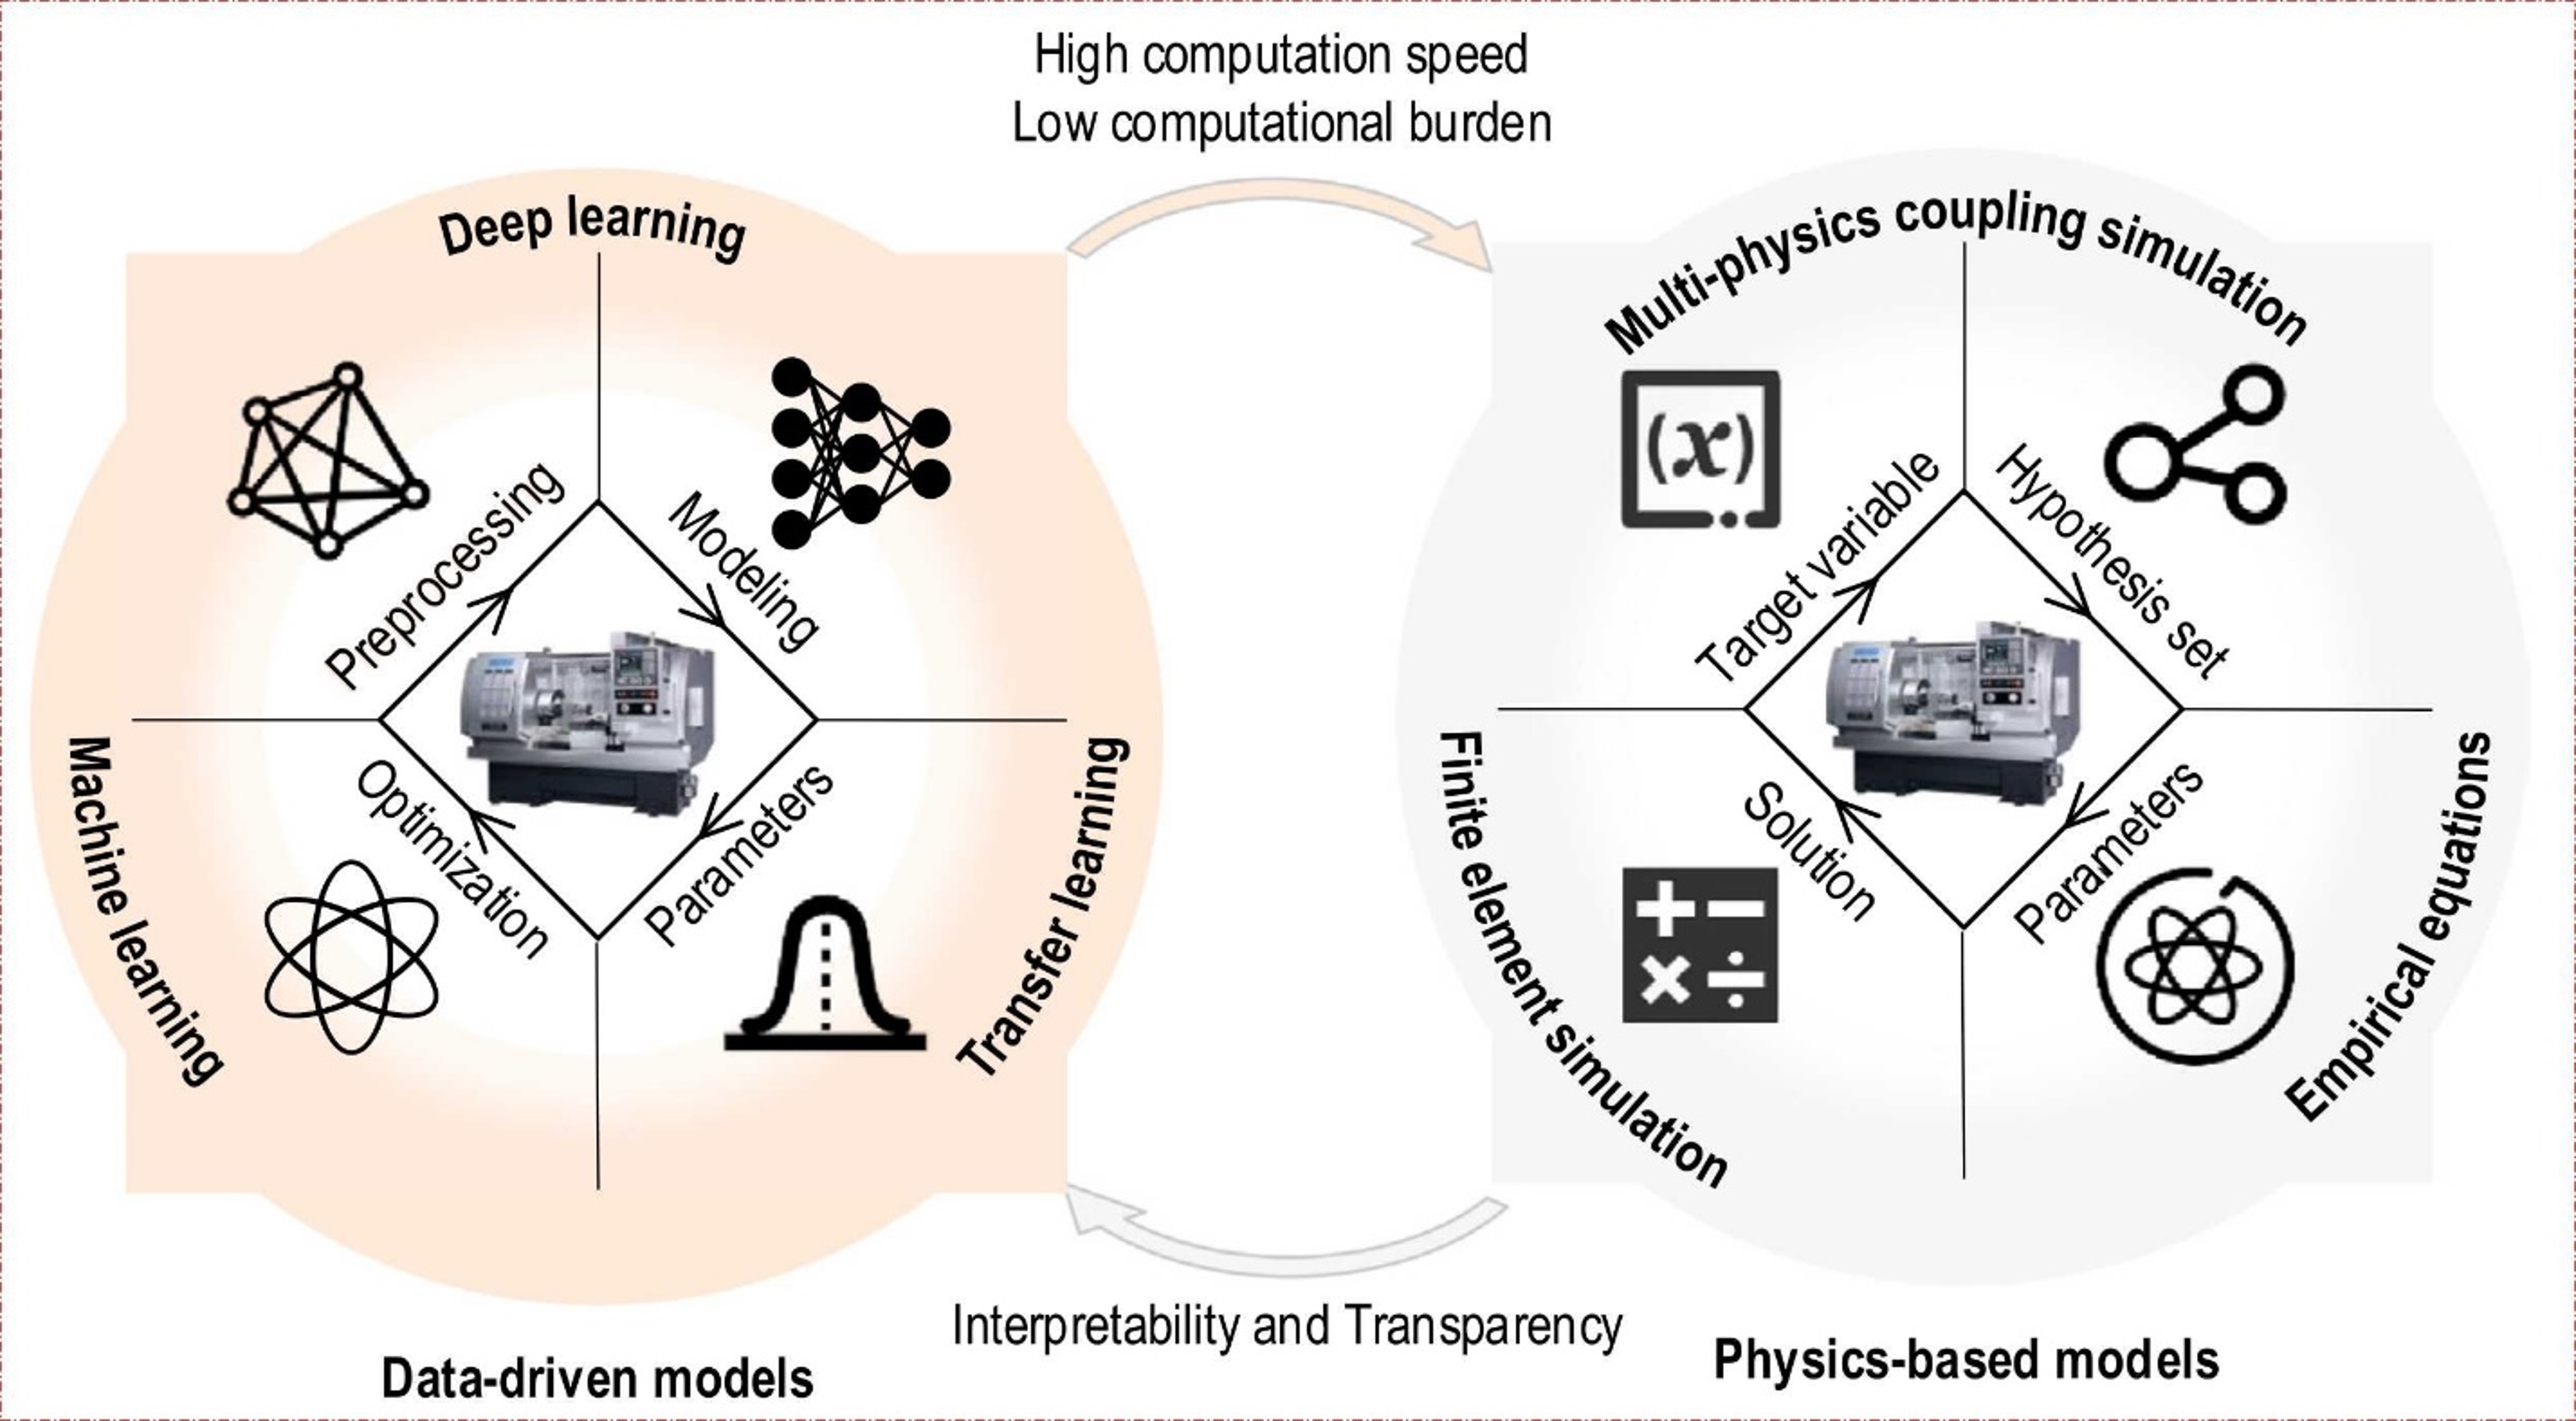 High computation speed
Low computational burden
Deep learning
Preprocessing
Modeling
Machine learning
Optimization
Parameters
Transfer learning
Data-driven models
Multi-physics coupling simulation
(x)
Target variable
Hypothesis set
Finite element simulation
Solution
Parameters
Empirical equations
+ −
× ÷
Physics-based models
Interpretability and Transparency